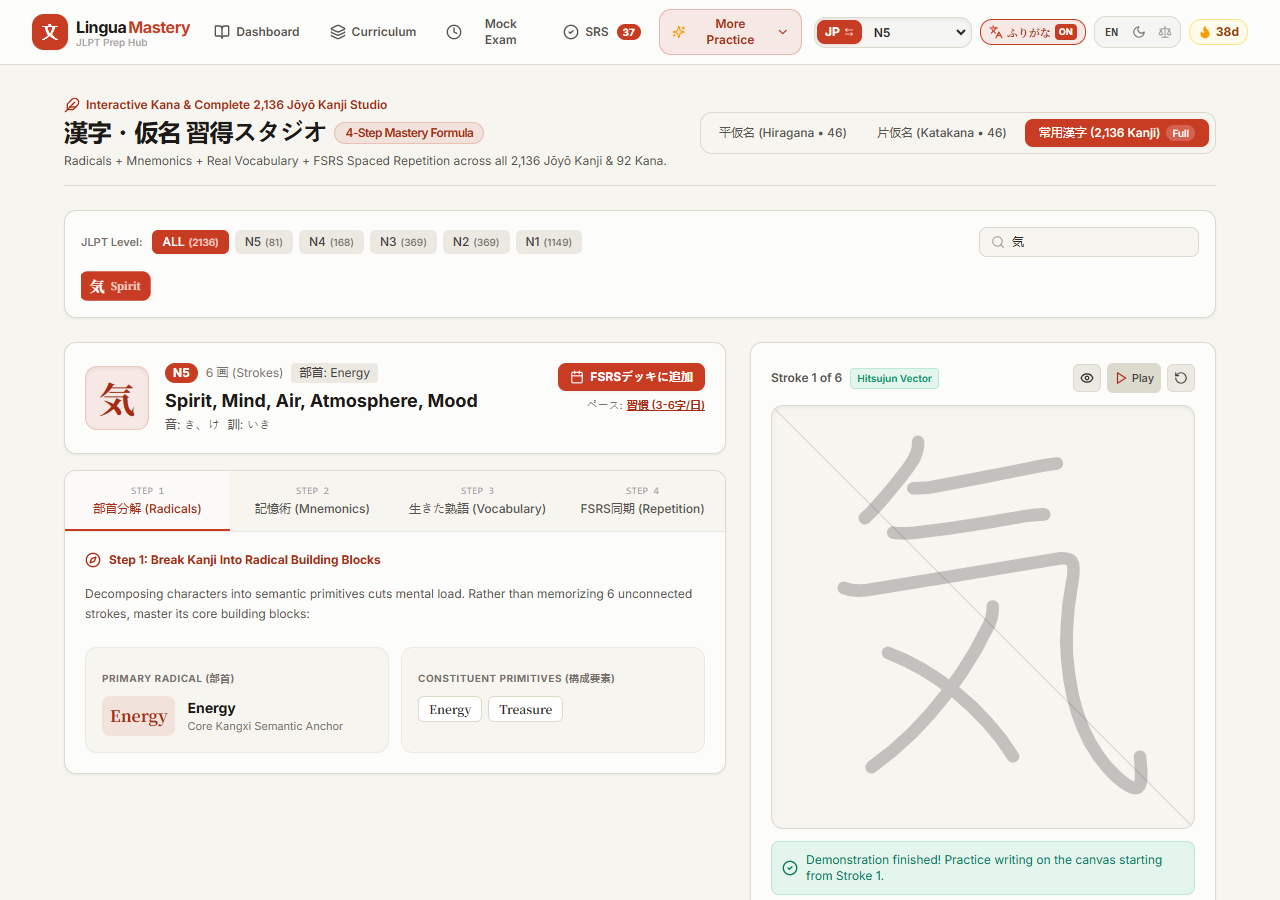 文 LinguaMastery
JLPT Prep Hub
Dashboard
Curriculum
Mock Exam
SRS 37
More Practice
JP N5
ふりがな ON
EN
38d
Interactive Kana & Complete 2,136 Jōyō Kanji Studio
漢字・仮名 習得スタジオ 4-Step Mastery Formula
Radicals + Mnemonics + Real Vocabulary + FSRS Spaced Repetition across all 2,136 Jōyō Kanji & 92 Kana.
平仮名 (Hiragana • 46) 片仮名 (Katakana • 46) 常用漢字 (2,136 Kanji) Full
JLPT Level: ALL (2136) N5 (81) N4 (168) N3 (369) N2 (369) N1 (1149)
気
気 Spirit
気
N5 6 画 (Strokes) 部首: Energy
Spirit, Mind, Air, Atmosphere, Mood
音: き、け 訓: いき
FSRSデッキに追加
ペース: 習慣 (3-6字/日)
STEP 1
部首分解 (Radicals)
STEP 2
記憶術 (Mnemonics)
STEP 3
生きた熟語 (Vocabulary)
STEP 4
FSRS同期 (Repetition)
Step 1: Break Kanji Into Radical Building Blocks
Decomposing characters into semantic primitives cuts mental load. Rather than memorizing 6 unconnected
strokes, master its core building blocks:
PRIMARY RADICAL (部首)
Energy
Energy
Core Kangxi Semantic Anchor
CONSTITUENT PRIMITIVES (構成要素)
Energy Treasure
Stroke 1 of 6 Hitsujun Vector
Play
気
Demonstration finished! Practice writing on the canvas starting
from Stroke 1.